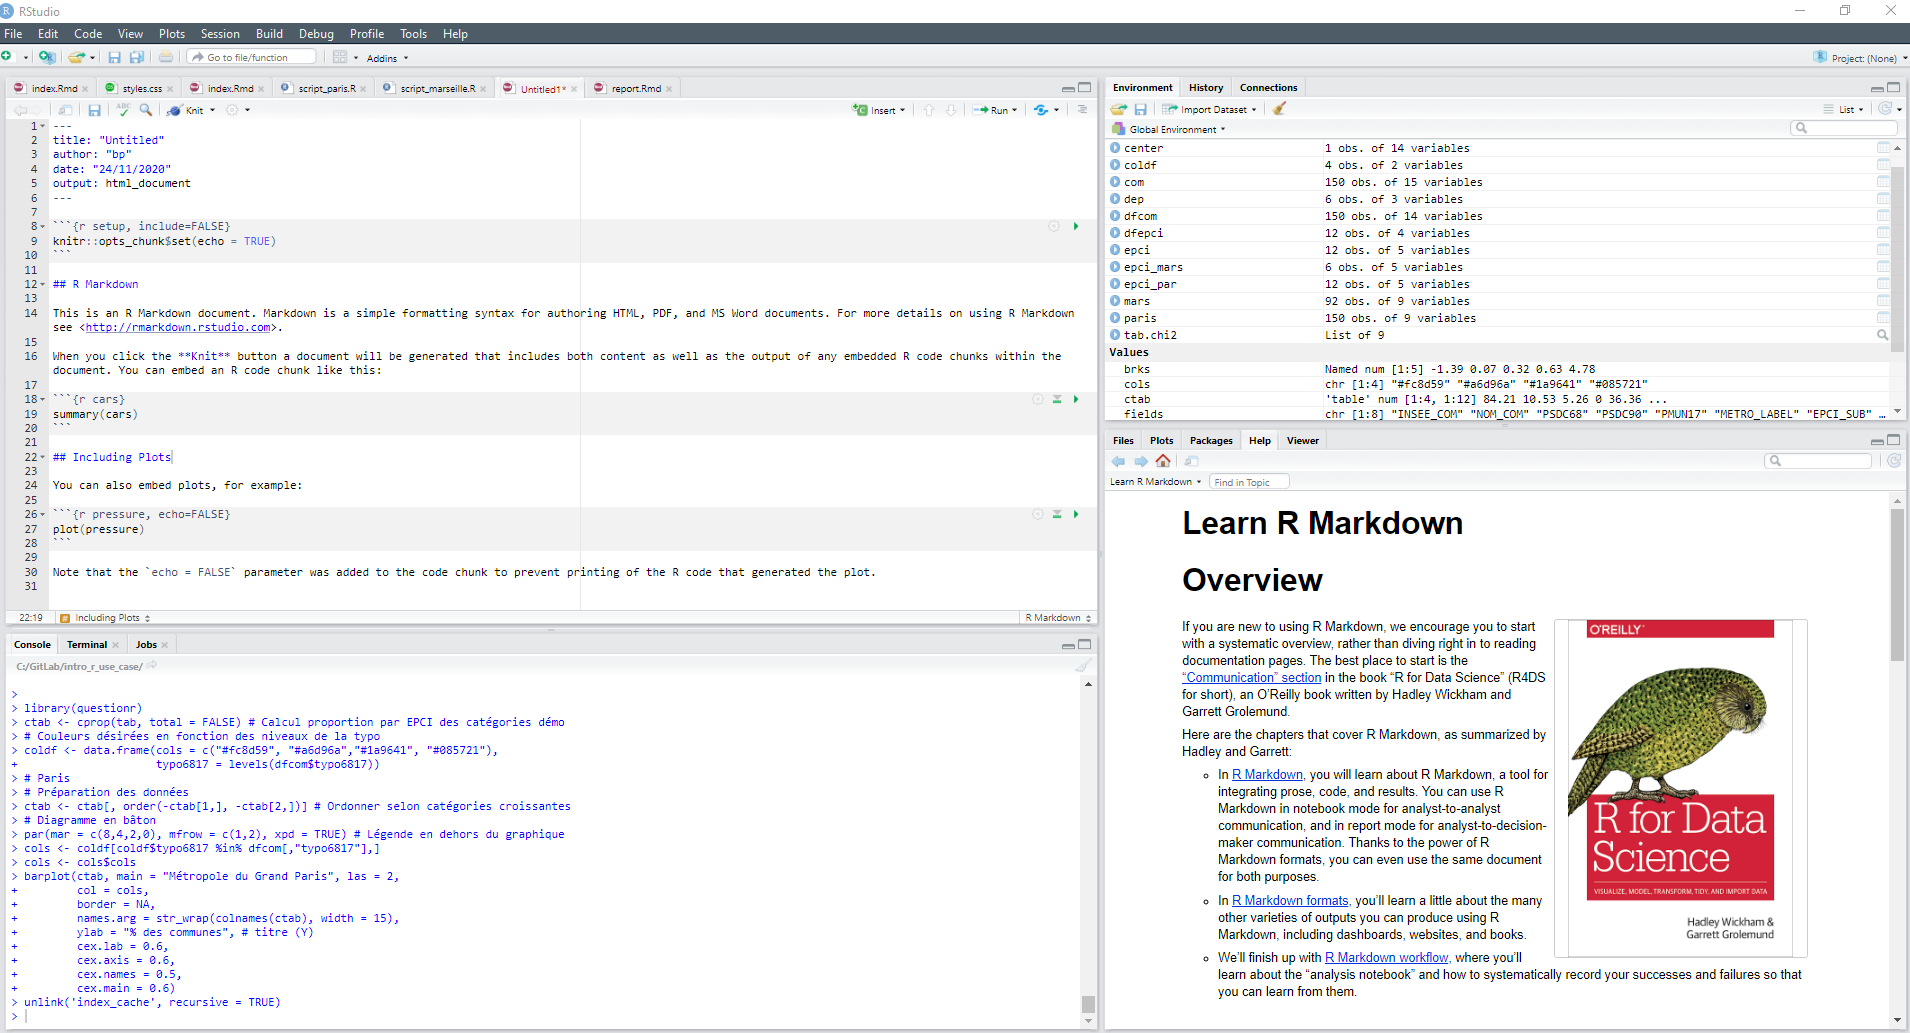 RStudio
File Edit Code View Plots Session Build Debug Profile Tools Help
Go to file/function Addins Project: (None)
index.Rmd styles.css index.Rmd script_paris.R script_marseille.R Untitled1* report.Rmd
ABC Knit Insert Run
1 ---
2 title: "Untitled"
3 author: "bp"
4 date: "24/11/2020"
5 output: html_document
6 ---
7
8 ```{r setup, include=FALSE}
9 knitr::opts_chunk$set(echo = TRUE)
10 ```
11
12 ## R Markdown
13
14 This is an R Markdown document. Markdown is a simple formatting syntax for authoring HTML, PDF, and MS Word documents. For more details on using R Markdown
see <http://rmarkdown.rstudio.com>.
15
16 When you click the **Knit** button a document will be generated that includes both content as well as the output of any embedded R code chunks within the
document. You can embed an R code chunk like this:
17
18 ```{r cars}
19 summary(cars)
20 ```
21
22 ## Including Plots
23
24 You can also embed plots, for example:
25
26 ```{r pressure, echo=FALSE}
27 plot(pressure)
28 ```
29
30 Note that the `echo = FALSE` parameter was added to the code chunk to prevent printing of the R code that generated the plot.
31
22:19 # Including Plots R Markdown
Console Terminal Jobs
C:/GitLab/intro_r_use_case/
>
> library(questionr)
> ctab <- cprop(tab, total = FALSE) # Calcul proportion par EPCI des catégories démo
> # Couleurs désirées en fonction des niveaux de la typo
> coldf <- data.frame(cols = c("#fc8d59", "#a6d96a","#1a9641", "#085721"),
+ typo6817 = levels(dfcom$typo6817))
> # Paris
> # Préparation des données
> ctab <- ctab[, order(-ctab[1,], -ctab[2,])] # Ordonner selon catégories croissantes
> # Diagramme en bâton
> par(mar = c(8,4,2,0), mfrow = c(1,2), xpd = TRUE) # Légende en dehors du graphique
> cols <- coldf[coldf$typo6817 %in% dfcom[,"typo6817"],]
> cols <- cols$cols
> barplot(ctab, main = "Métropole du Grand Paris", las = 2,
+ col = cols,
+ border = NA,
+ names.arg = str_wrap(colnames(ctab), width = 15),
+ ylab = "% des communes", # titre (Y)
+ cex.lab = 0.6,
+ cex.axis = 0.6,
+ cex.names = 0.5,
+ cex.main = 0.6)
> unlink('index_cache', recursive = TRUE)
>
Environment History Connections
Import Dataset List
Global Environment
center 1 obs. of 14 variables
coldf 4 obs. of 2 variables
com 150 obs. of 15 variables
dep 6 obs. of 3 variables
dfcom 150 obs. of 14 variables
dfepci 12 obs. of 4 variables
epci 12 obs. of 5 variables
epci_mars 6 obs. of 5 variables
epci_par 12 obs. of 5 variables
mars 92 obs. of 9 variables
paris 150 obs. of 9 variables
tab.chi2 List of 9
Values
brks Named num [1:5] -1.39 0.07 0.32 0.63 4.78
cols chr [1:4] "#fc8d59" "#a6d96a" "#1a9641" "#085721"
ctab 'table' num [1:4, 1:12] 84.21 10.53 5.26 0 36.36 ...
fields chr [1:8] "INSEE_COM" "NOM_COM" "PSDC68" "PSDC90" "PMUN17" "METRO_LABEL" "EPCI_SUB" …
Files Plots Packages Help Viewer
Learn R Markdown Find in Topic
Learn R Markdown
Overview
If you are new to using R Markdown, we encourage you to start
with a systematic overview, rather than diving right in to reading
documentation pages. The best place to start is the
“Communication” section in the book “R for Data Science” (R4DS
for short), an O’Reilly book written by Hadley Wickham and
Garrett Grolemund.
Here are the chapters that cover R Markdown, as summarized by
Hadley and Garrett:
In R Markdown, you will learn about R Markdown, a tool for
integrating prose, code, and results. You can use R
Markdown in notebook mode for analyst-to-analyst
communication, and in report mode for analyst-to-decision-
maker communication. Thanks to the power of R
Markdown formats, you can even use the same document
for both purposes.
In R Markdown formats, you’ll learn a little about the many
other varieties of outputs you can produce using R
Markdown, including dashboards, websites, and books.
We’ll finish up with R Markdown workflow, where you’ll
learn about the “analysis notebook” and how to systematically record your successes and failures so that
you can learn from them.
O'REILLY
R for Data
Science
VISUALIZE, MODEL, TRANSFORM, TIDY, AND IMPORT DATA
Hadley Wickham &
Garrett Grolemund